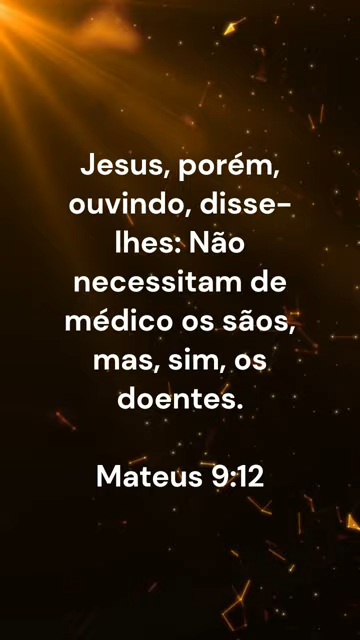 Jesus, porém,
ouvindo, disse-
lhes: Não
necessitam de
médico os sãos,
mas, sim, os
doentes.
Mateus 9:12